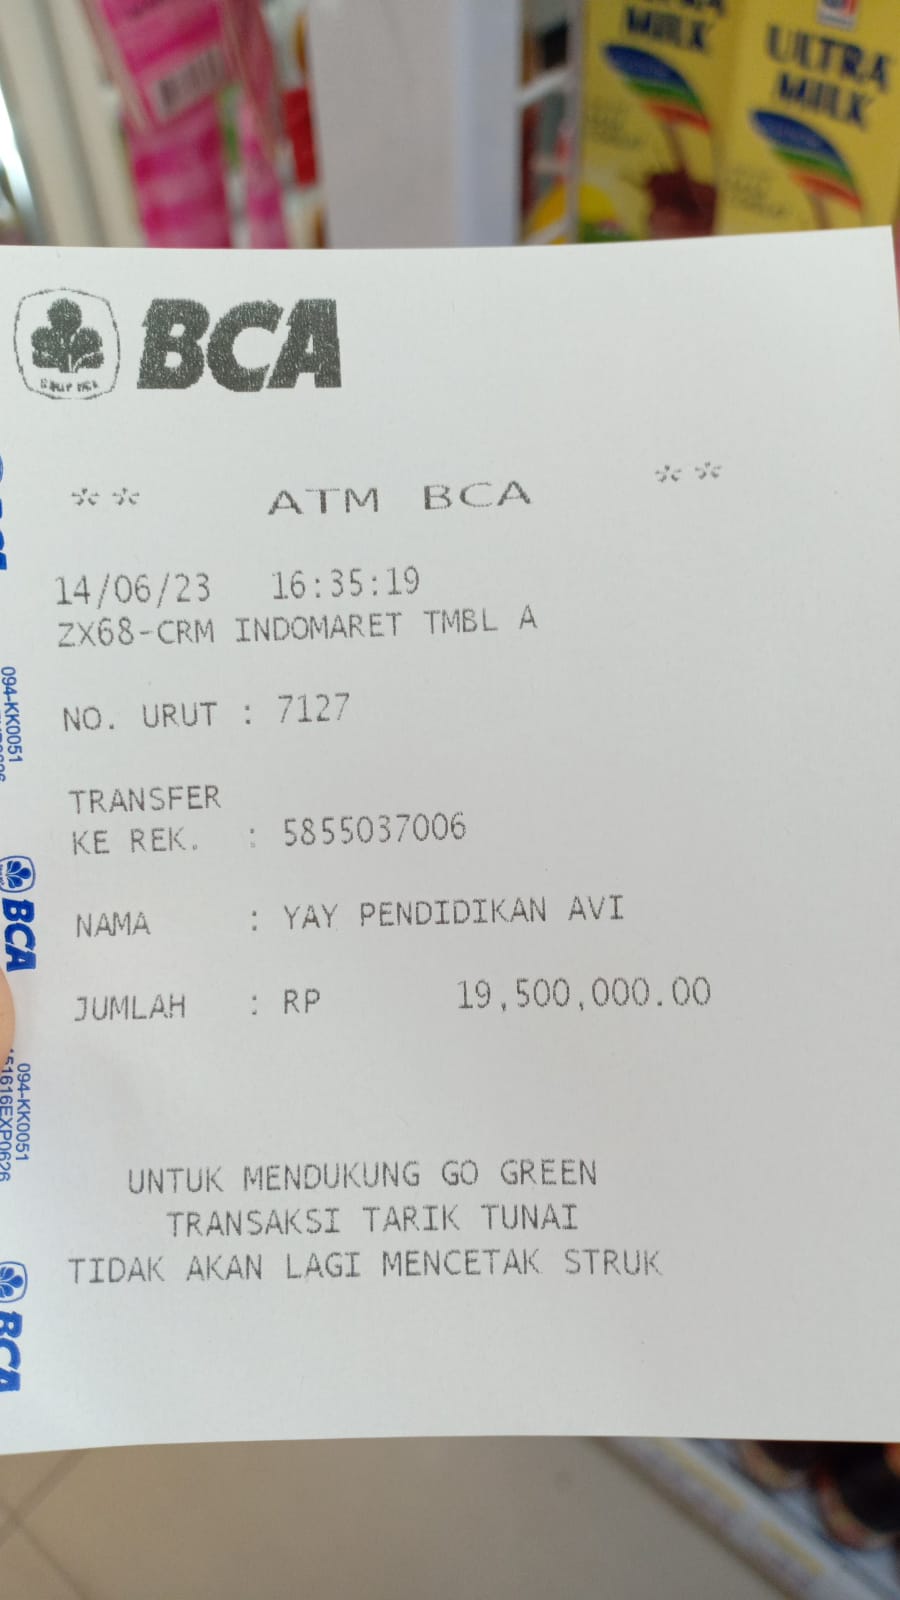 MILK
ULTRA
MILK
BCA
** ATM BCA **
14/06/23 16:35:19
ZX68-CRM INDOMARET TMBL A
NO. URUT : 7127
TRANSFER
KE REK. : 5855037006
NAMA : YAY PENDIDIKAN AVI
JUMLAH : RP 19,500,000.00
UNTUK MENDUKUNG GO GREEN
TRANSAKSI TARIK TUNAI
TIDAK AKAN LAGI MENCETAK STRUK
094-KK0051
BCA
094-KK0051
51616EXP0626
BCA